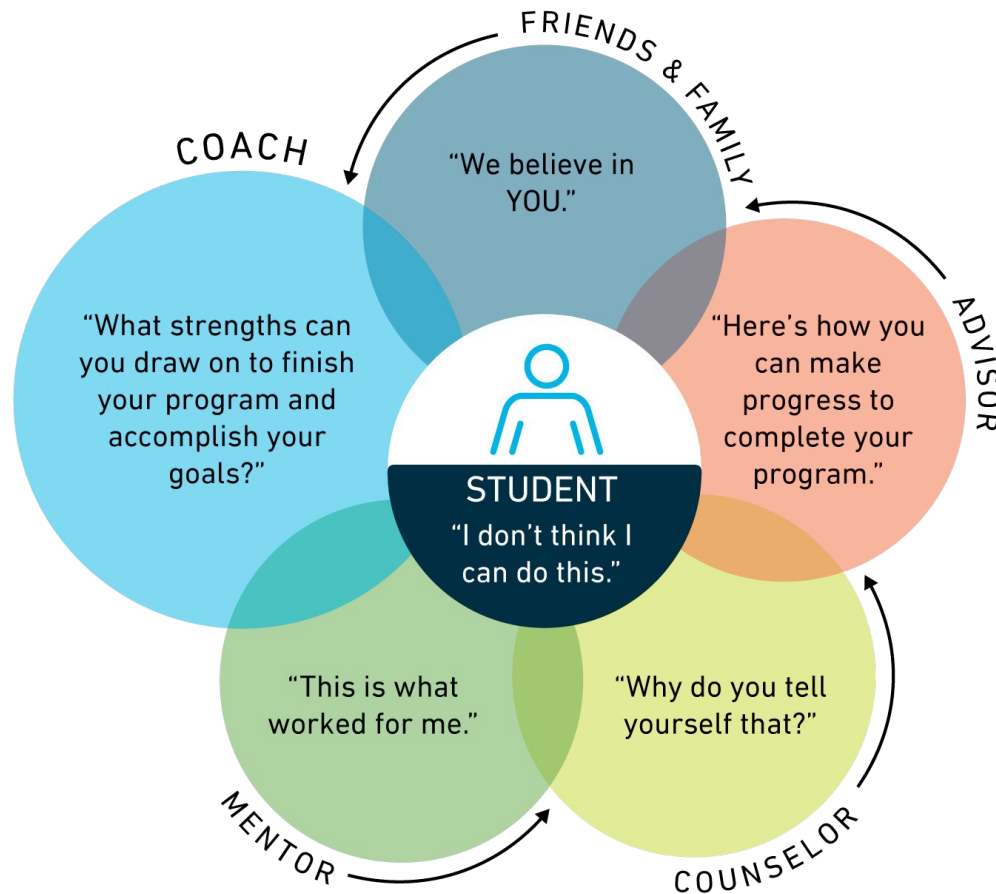 FRIENDS & FAMILY
“We believe in
YOU.”
COACH
“What strengths can
you draw on to finish
your program and
accomplish your
goals?”
ADVISOR
“Here’s how you
can make
progress to
complete your
program.”
STUDENT
“I don’t think I
can do this.”
MENTOR
“This is what
worked for me.”
COUNSELOR
“Why do you tell
yourself that?”